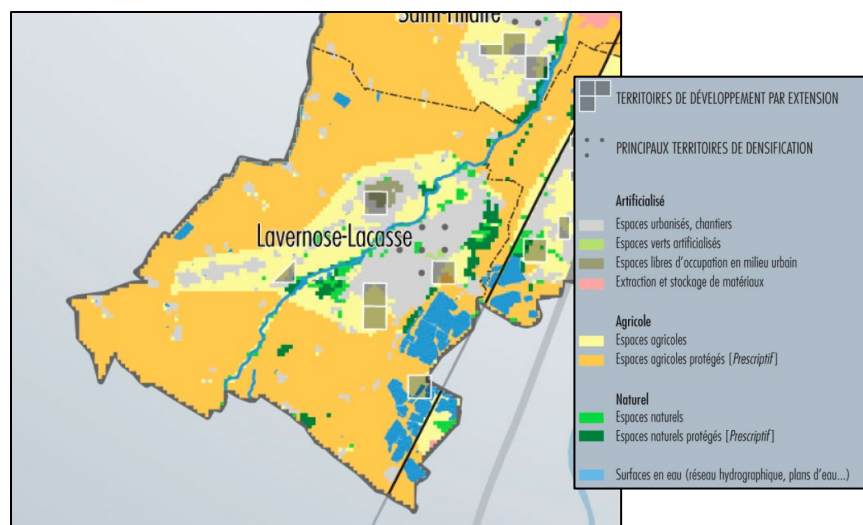 Saint-Hilaire
Lavernose-Lacasse
TERRITOIRES DE DÉVELOPPEMENT PAR EXTENSION
PRINCIPAUX TERRITOIRES DE DENSIFICATION
Artificialisé
Espaces urbanisés, chantiers
Espaces verts artificialisés
Espaces libres d'occupation en milieu urbain
Extraction et stockage de matériaux
Agricole
Espaces agricoles
Espaces agricoles protégés [Prescriptif]
Naturel
Espaces naturels
Espaces naturels protégés [Prescriptif]
Surfaces en eau (réseau hydrographique, plans d'eau...)